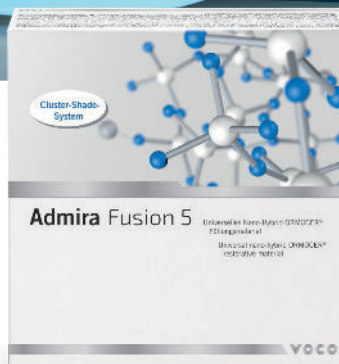 Cluster-Shade-
System
Admira Fusion 5
Universelles Nano-Hybrid-ORMOCER®
Füllungsmaterial
Universal nano-hybrid ORMOCER®
restorative material
VOCO